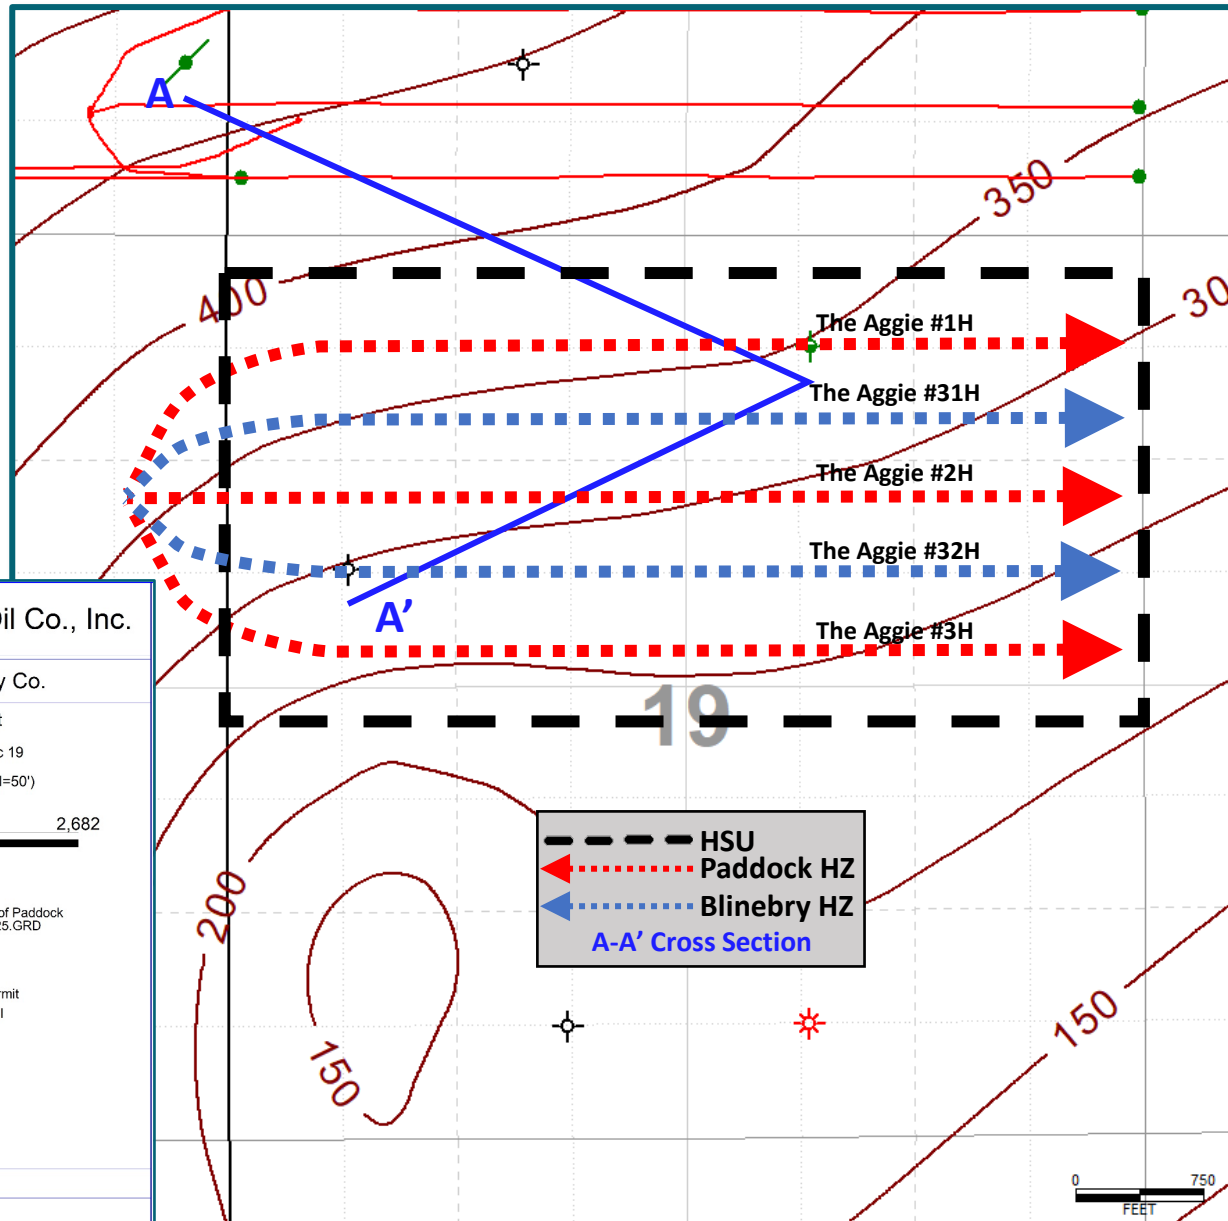 A
350
400
30
The Aggie #1H
The Aggie #31H
The Aggie #2H
The Aggie #32H
A’
The Aggie #3H
il Co., Inc.
y Co.
19
c 19
I=50')
2,682
HSU
Paddock HZ
Blinebry HZ
A-A’ Cross Section
200
of Paddock
25.GRD
rmit
150
150
0 750
FEET